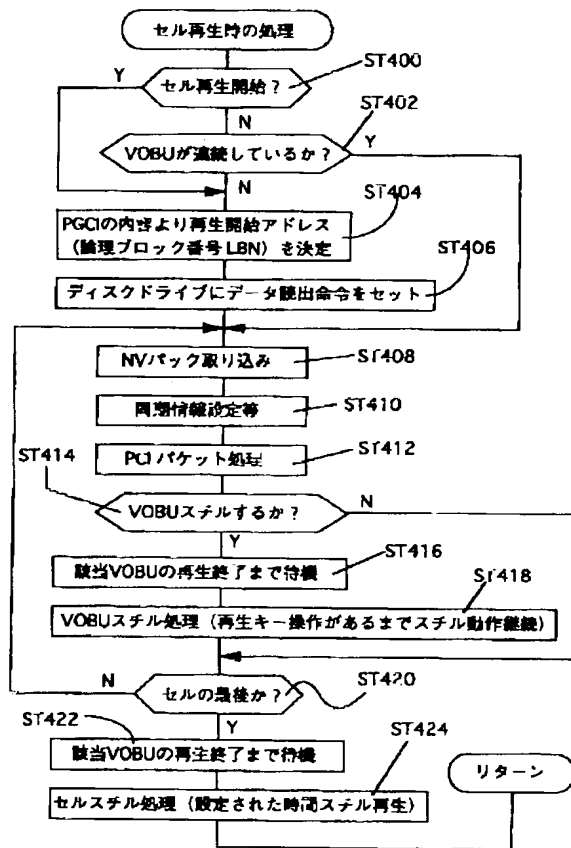 セル再生時の処理
ST400
Y
セル再生開始？
N
ST402
VOBUが連続しているか？
Y
N
ST404
PGCIの内容より再生開始アドレス
（論理ブロック番号LBN）を決定
ST406
ディスクドライブにデータ読出命令をセット
NVパック取り込み
ST408
同期情報設定等
ST410
ST414
PCIパケット処理
ST412
VOBUスチルするか？
N
Y
ST416
該当VOBUの再生終了まで待機
ST418
VOBUスチル処理（再生キー操作があるまでスチル動作継続）
N
セルの最後か？
ST420
ST422
Y
ST424
該当VOBUの再生終了まで待機
リターン
セルスチル処理（設定された時間スチル再生）